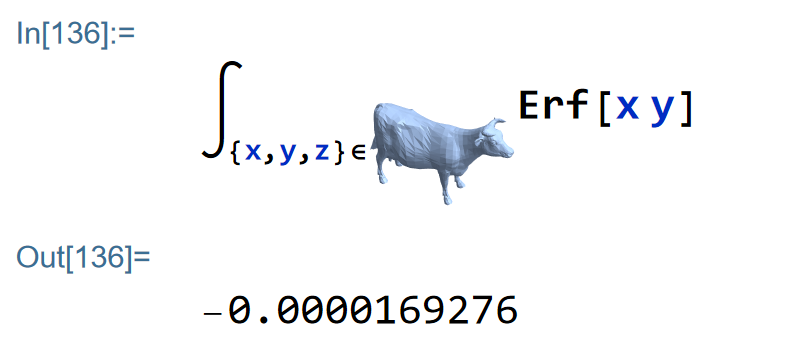 In[136]:=
∫{x,y,z}∈ Erf[x y]
Out[136]=
-0.0000169276